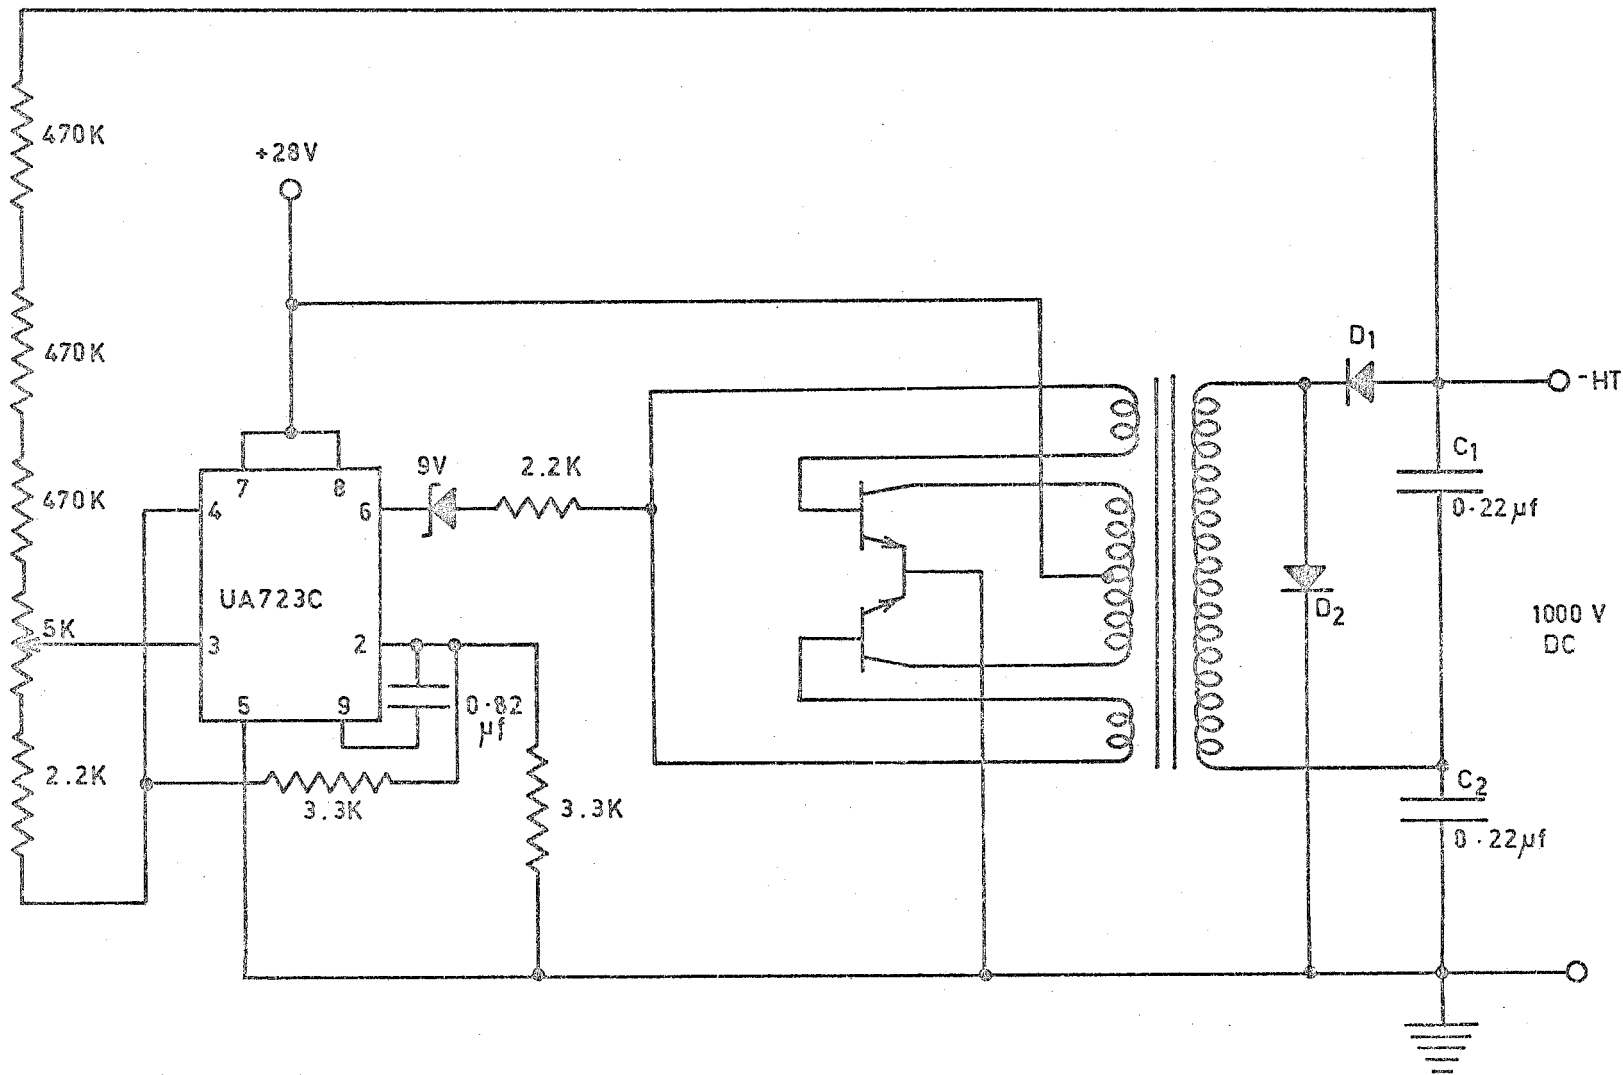 470K
+28V
470K
D1
-HT
9V
2.2K
C1
470K
7
8
4
6
0.22µf
UA723C
5K
3
2
D2
1000 V
DC
5
9
0.82
µf
2.2K
3.3K
3.3K
C2
0.22µf